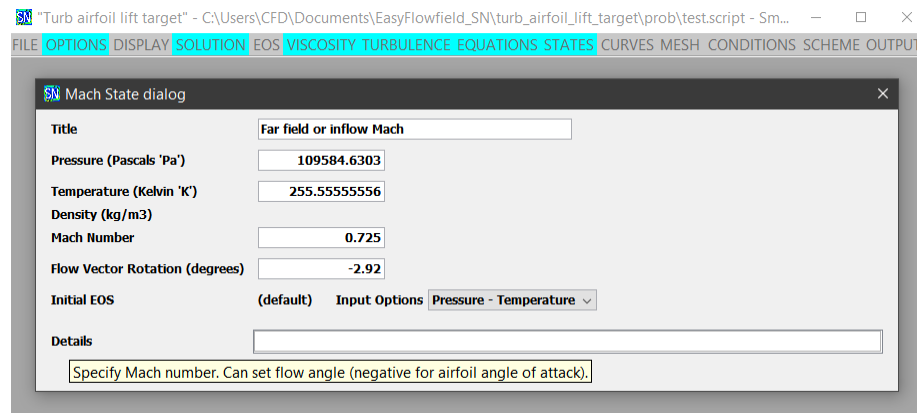 SN "Turb airfoil lift target" - C:\Users\CFD\Documents\EasyFlowfield_SN\turb_airfoil_lift_target\prob\test.script - Sm...
FILE OPTIONS DISPLAY SOLUTION EOS VISCOSITY TURBULENCE EQUATIONS STATES CURVES MESH CONDITIONS SCHEME OUTPUT
SN Mach State dialog
Title Far field or inflow Mach
Pressure (Pascals 'Pa') 109584.6303
Temperature (Kelvin 'K') 255.55555556
Density (kg/m3)
Mach Number 0.725
Flow Vector Rotation (degrees) -2.92
Initial EOS (default) Input Options Pressure - Temperature
Details
Specify Mach number. Can set flow angle (negative for airfoil angle of attack).